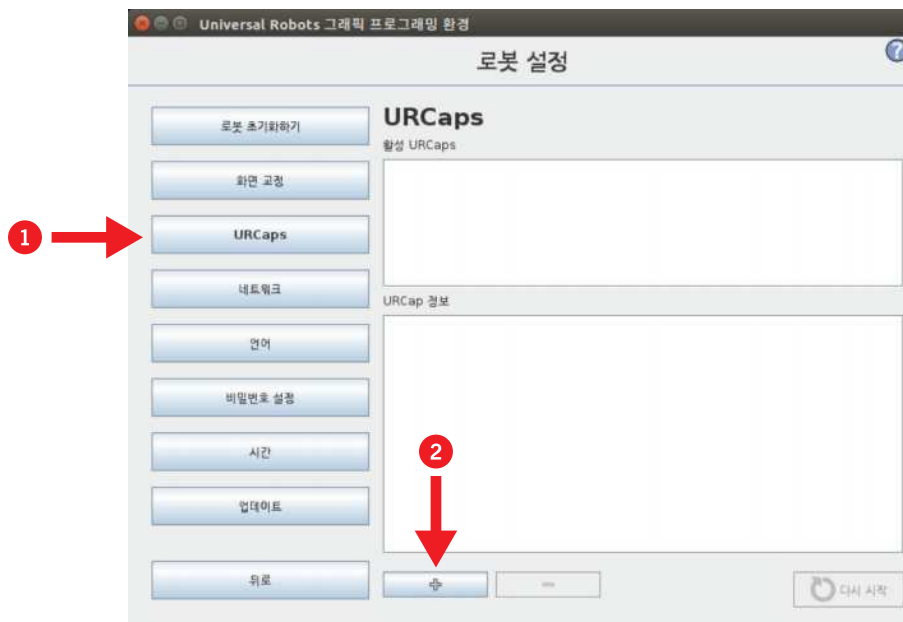 Universal Robots 그래픽 프로그래밍 환경
로봇 설정
?
로봇 초기화하기
화면 교정
URCaps
네트워크
언어
비밀번호 설정
시간
업데이트
뒤로
URCaps
활성 URCaps
URCap 정보
다시 시작
1
2